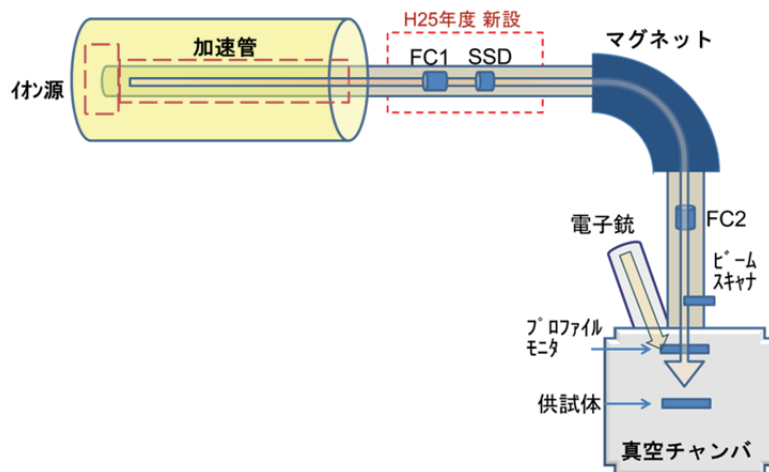 H25年度 新設
加速管
マグネット
FC1
SSD
イオン源
FC2
電子銃
ビーム
スキャナ
プロファイル
モニタ
供試体
真空チャンバ